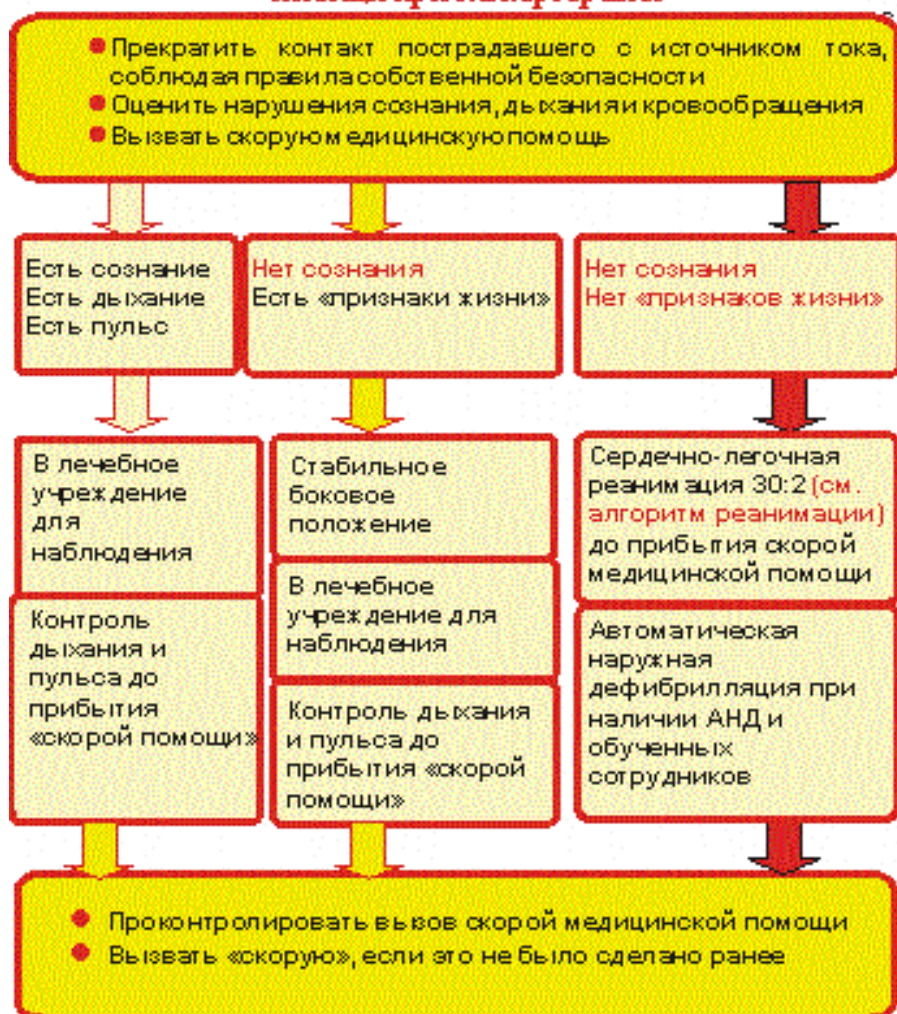 ● Прекратить контакт пострадавшего с источником тока,
соблюдая правила собственной безопасности
● Оценить нарушения сознания, дыхания и кровообращения
● Вызвать скорую медицинскую помощь
Есть сознание
Есть дыхание
Есть пульс
Нет сознания
Есть «признаки жизни»
Нет сознания
Нет «признаков жизни»
В лечебное
учреждение
для
наблюдения
Контроль
дыхания и
пульса до
прибытия
«скорой помощи»
Стабильное
боковое
положение
В лечебное
учреждение для
наблюдения
Контроль дыхания
и пульса до
прибытия «скорой
помощи»
Сердечно-легочная
реанимация 30:2 (см.
алгоритм реанимации)
до прибытия скорой
медицинской помощи
Автоматическая
наружная
дефибрилляция при
наличии АНД и
обученных
сотрудников
● Проконтролировать вызов скорой медицинской помощи
● Вызвать «скорую», если это не было сделано ранее